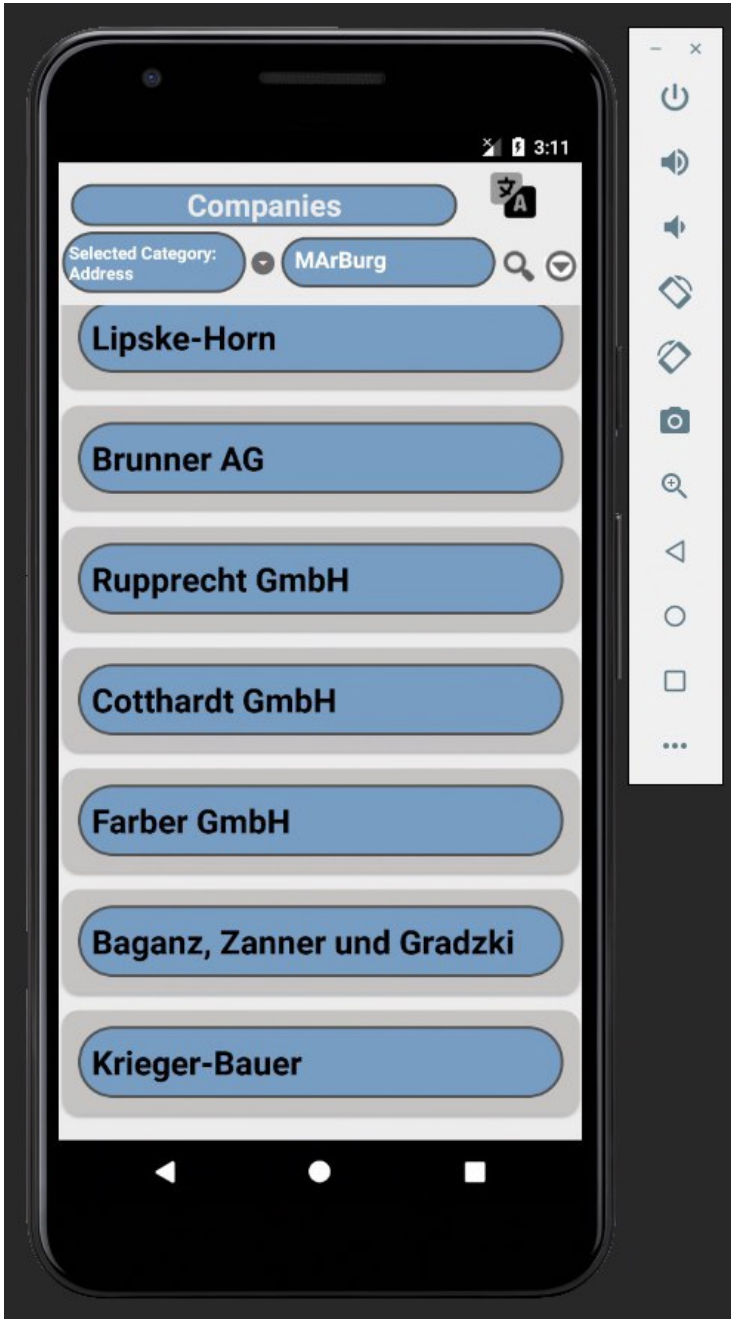 3:11
Companies
Selected Category:
Address
MArBurg
Lipske-Horn
Brunner AG
Rupprecht GmbH
Cotthardt GmbH
Farber GmbH
Baganz, Zanner und Gradzki
Krieger-Bauer